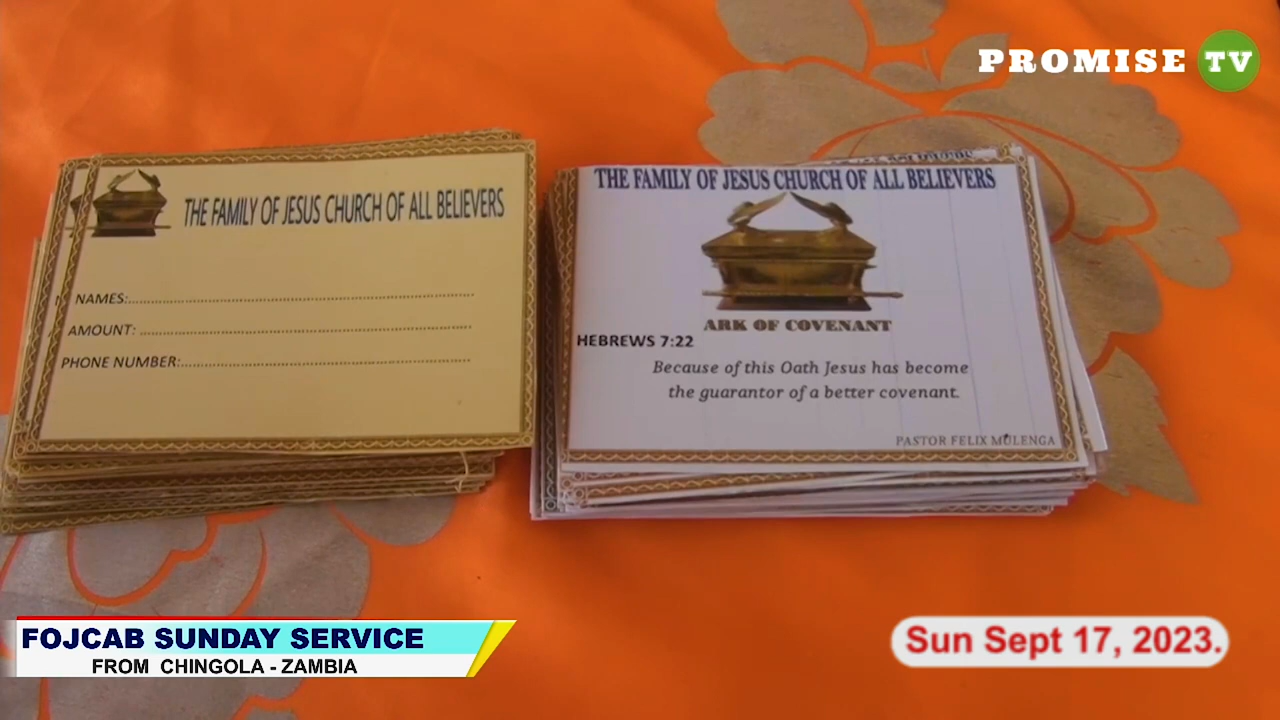 PROMISE TV
THE FAMILY OF JESUS CHURCH OF ALL BELIEVERS
NAMES:
AMOUNT:
PHONE NUMBER:
THE FAMILY OF JESUS CHURCH OF ALL BELIEVERS
ARK OF COVENANT
HEBREWS 7:22
Because of this Oath Jesus has become
the guarantor of a better covenant.
PASTOR FELIX MULENGA
FOJCAB SUNDAY SERVICE
FROM CHINGOLA - ZAMBIA
Sun Sept 17, 2023.